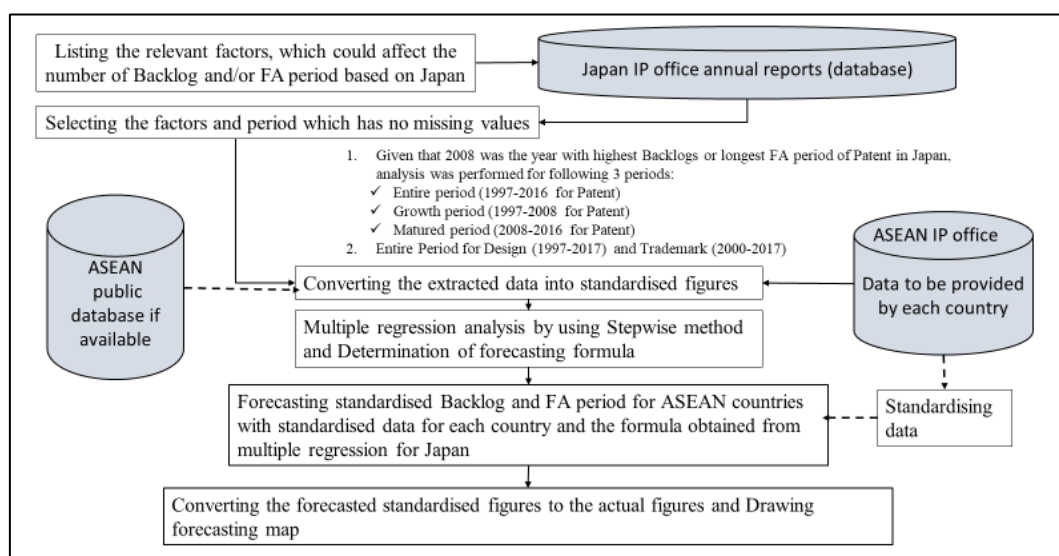 Listing the relevant factors, which could affect the
number of Backlog and/or FA period based on Japan
Japan IP office annual reports (database)
Selecting the factors and period which has no missing values
1. Given that 2008 was the year with highest Backlogs or longest FA period of Patent in Japan,
analysis was performed for following 3 periods:
✓ Entire period (1997-2016 for Patent)
✓ Growth period (1997-2008 for Patent)
✓ Matured period (2008-2016 for Patent)
2. Entire Period for Design (1997-2017) and Trademark (2000-2017)
ASEAN
public
database if
available
ASEAN IP office
Data to be provided
by each country
Converting the extracted data into standardised figures
Multiple regression analysis by using Stepwise method
and Determination of forecasting formula
Forecasting standardised Backlog and FA period for ASEAN countries
with standardised data for each country and the formula obtained from
multiple regression for Japan
Standardising
data
Converting the forecasted standardised figures to the actual figures and Drawing
forecasting map